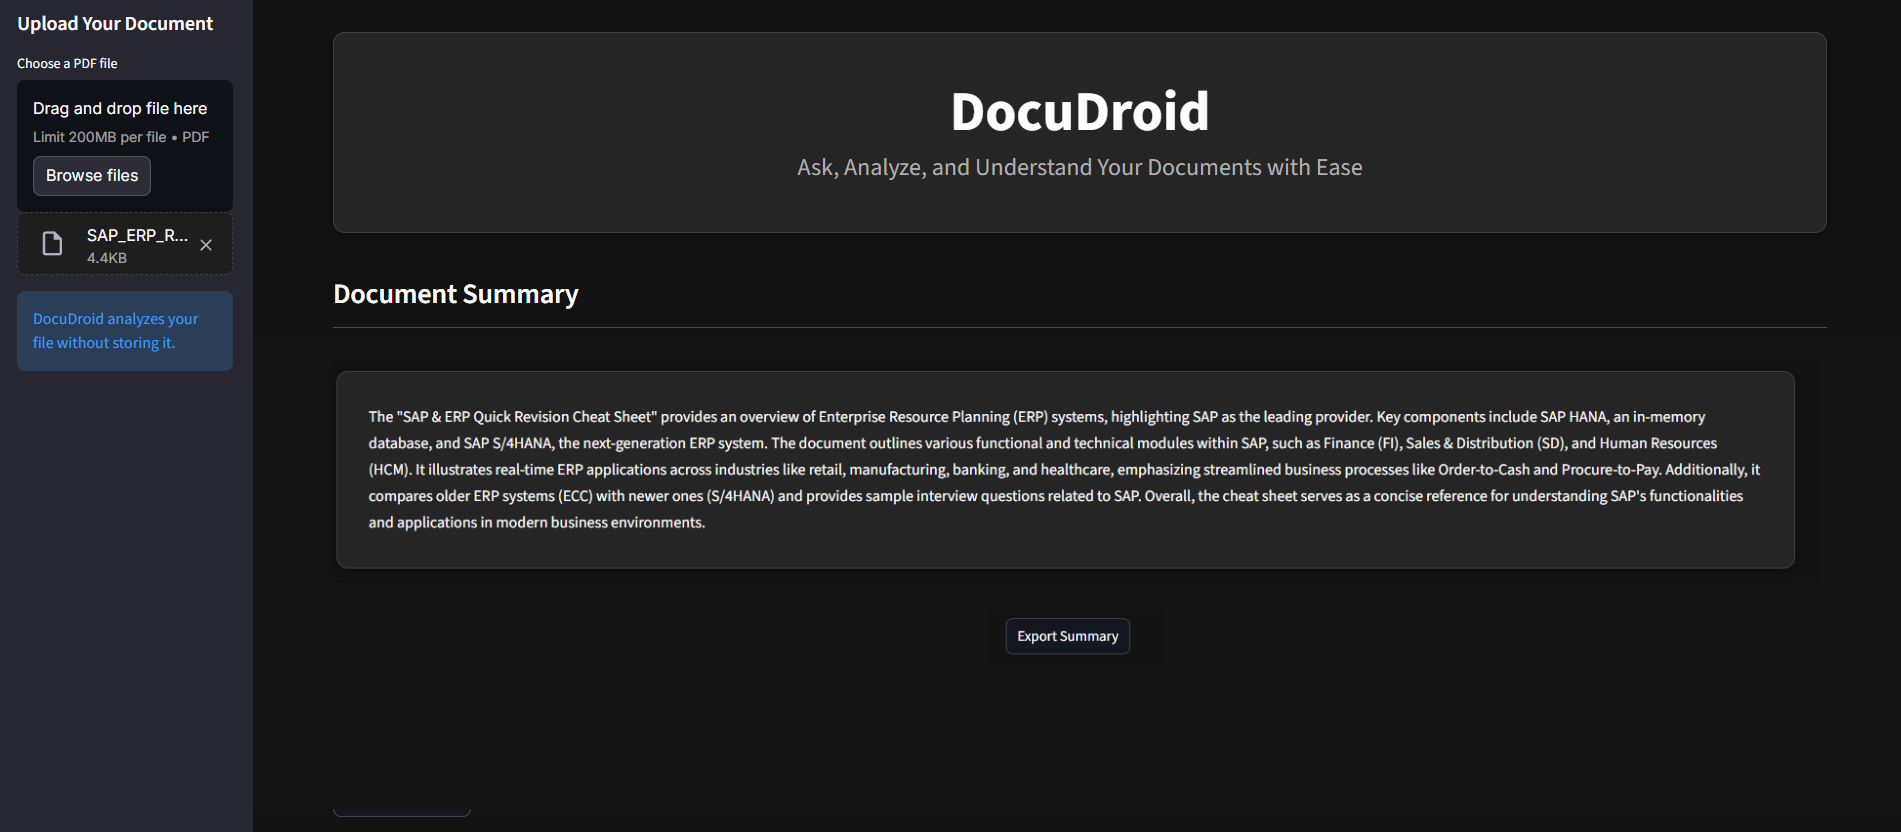 Upload Your Document
Choose a PDF file
Drag and drop file here
Limit 200MB per file • PDF
Browse files
SAP_ERP_R...
4.4KB
DocuDroid analyzes your
file without storing it.
DocuDroid
Ask, Analyze, and Understand Your Documents with Ease
Document Summary
The "SAP & ERP Quick Revision Cheat Sheet" provides an overview of Enterprise Resource Planning (ERP) systems, highlighting SAP as the leading provider. Key components include SAP HANA, an in-memory
database, and SAP S/4HANA, the next-generation ERP system. The document outlines various functional and technical modules within SAP, such as Finance (FI), Sales & Distribution (SD), and Human Resources
(HCM). It illustrates real-time ERP applications across industries like retail, manufacturing, banking, and healthcare, emphasizing streamlined business processes like Order-to-Cash and Procure-to-Pay. Additionally, it
compares older ERP systems (ECC) with newer ones (S/4HANA) and provides sample interview questions related to SAP. Overall, the cheat sheet serves as a concise reference for understanding SAP's functionalities
and applications in modern business environments.
Export Summary